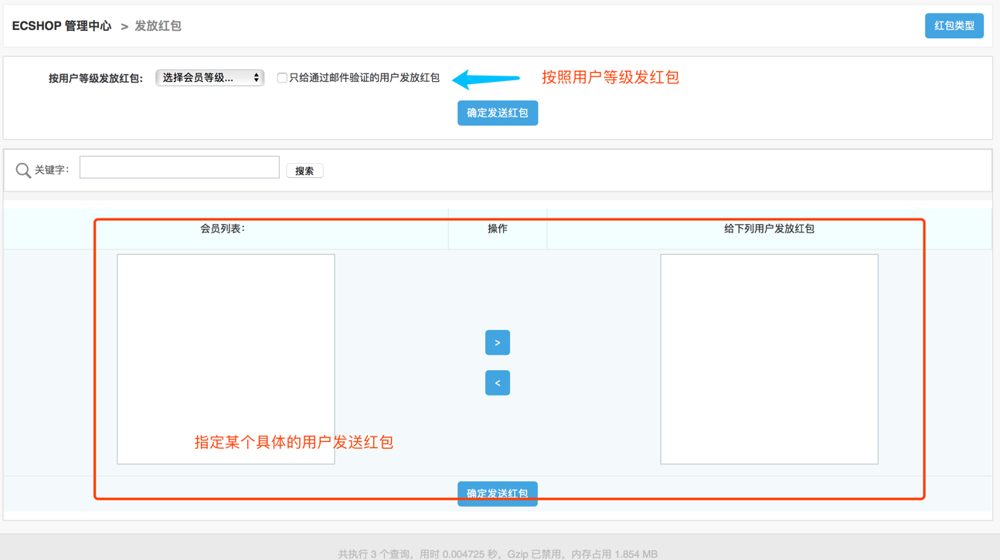 ECSHOP 管理中心 > 发放红包
红包类型
按用户等级发放红包: 选择会员等级... 只给通过邮件验证的用户发放红包 按照用户等级发红包
确定发送红包
关键字: 搜索
会员列表: 操作 给下列用户发放红包
>
<
指定某个具体的用户发送红包
确定发送红包
共执行 3 个查询，用时 0.004725 秒，Gzip 已禁用，内存占用 1.854 MB